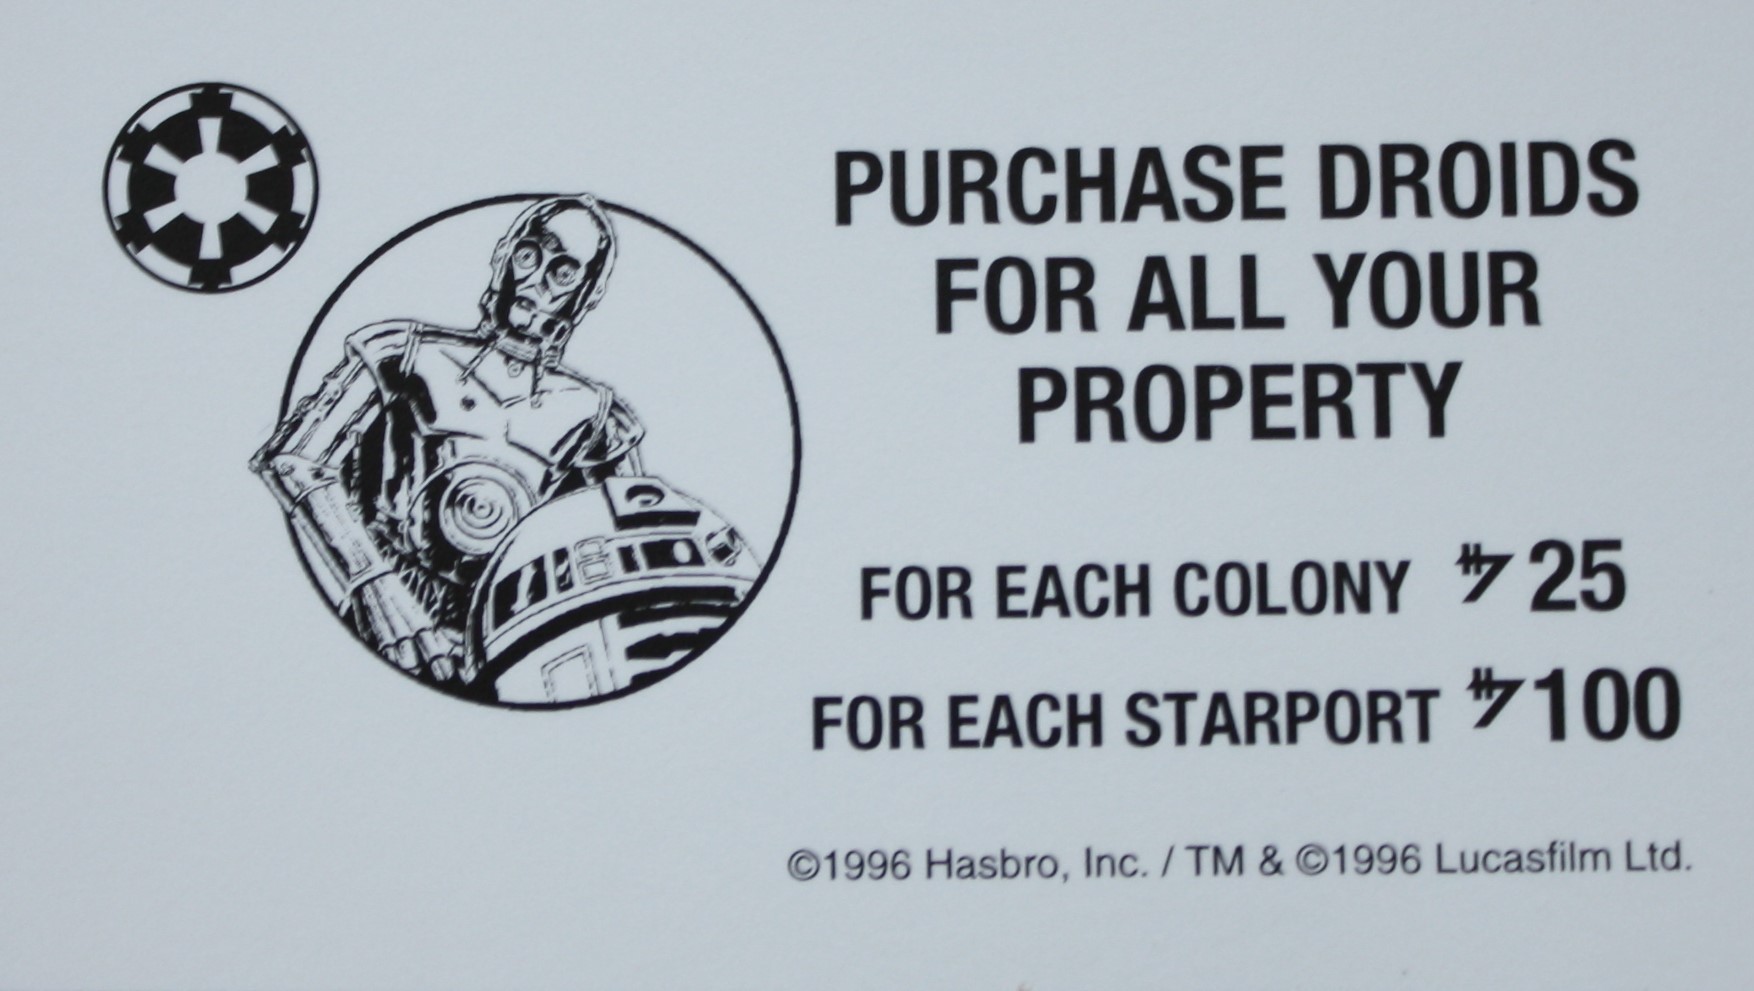 PURCHASE DROIDS
FOR ALL YOUR
PROPERTY
FOR EACH COLONY 25
FOR EACH STARPORT 100
©1996 Hasbro, Inc. / TM & ©1996 Lucasfilm Ltd.